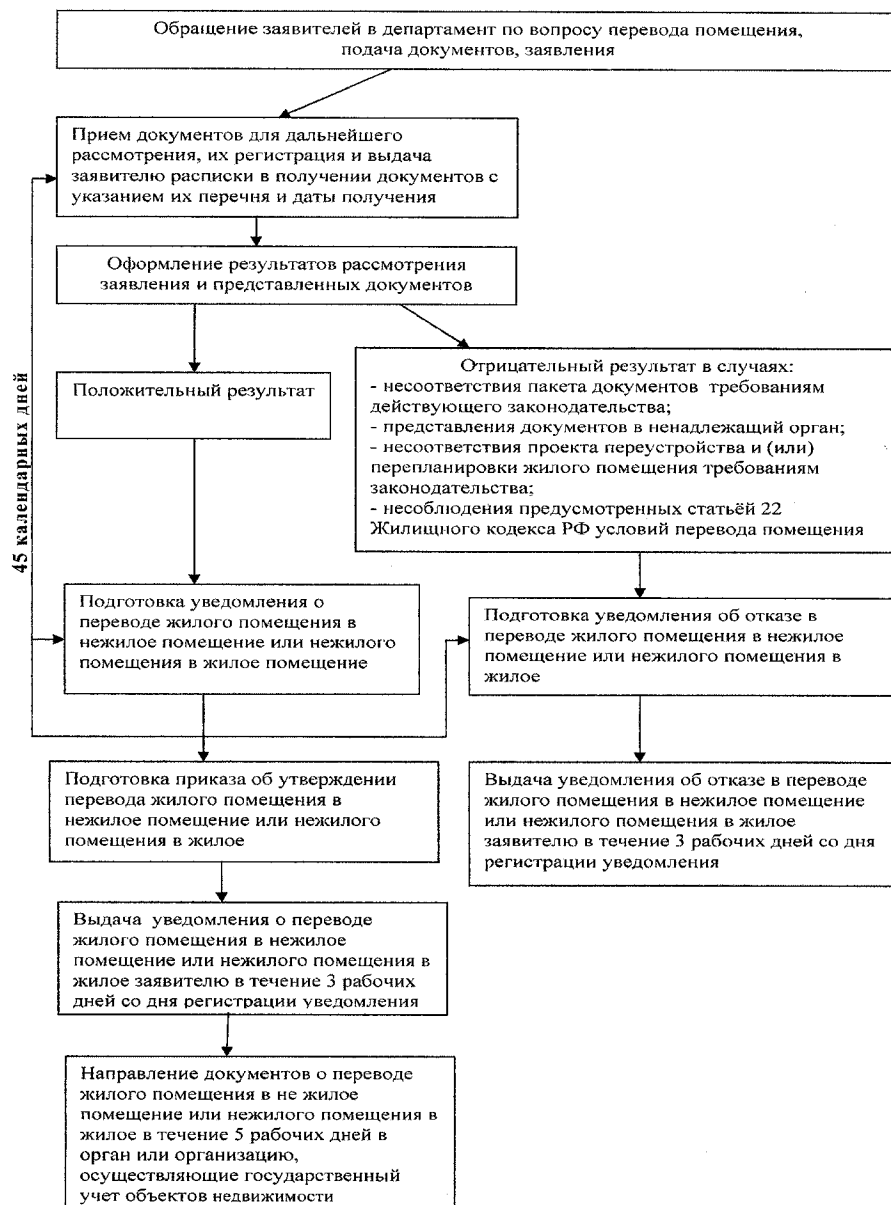 Обращение заявителей в департамент по вопросу перевода помещения,
подача документов, заявления
Прием документов для дальнейшего
рассмотрения, их регистрация и выдача
заявителю расписки в получении документов с
указанием их перечня и даты получения
Оформление результатов рассмотрения
заявления и представленных документов
45 календарных дней
Положительный результат
Отрицательный результат в случаях:
- несоответствия пакета документов требованиям
действующего законодательства;
- представления документов в ненадлежащий орган;
- несоответствия проекта переустройства и (или)
перепланировки жилого помещения требованиям
законодательства;
- несоблюдения предусмотренных статьёй 22
Жилищного кодекса РФ условий перевода помещения
Подготовка уведомления о
переводе жилого помещения в
нежилое помещение или нежилого
помещения в жилое помещение
Подготовка уведомления об отказе в
переводе жилого помещения в нежилое
помещение или нежилого помещения в
жилое
Подготовка приказа об утверждении
перевода жилого помещения в
нежилое помещение или нежилого
помещения в жилое
Выдача уведомления об отказе в переводе
жилого помещения в нежилое помещение
или нежилого помещения в жилое
заявителю в течение 3 рабочих дней со дня
регистрации уведомления
Выдача уведомления о переводе
жилого помещения в нежилое
помещение или нежилого помещения в
жилое заявителю в течение 3 рабочих
дней со дня регистрации уведомления
Направление документов о переводе
жилого помещения в не жилое
помещение или нежилого помещения в
жилое в течение 5 рабочих дней в
орган или организацию,
осуществляющие государственный
учет объектов недвижимости